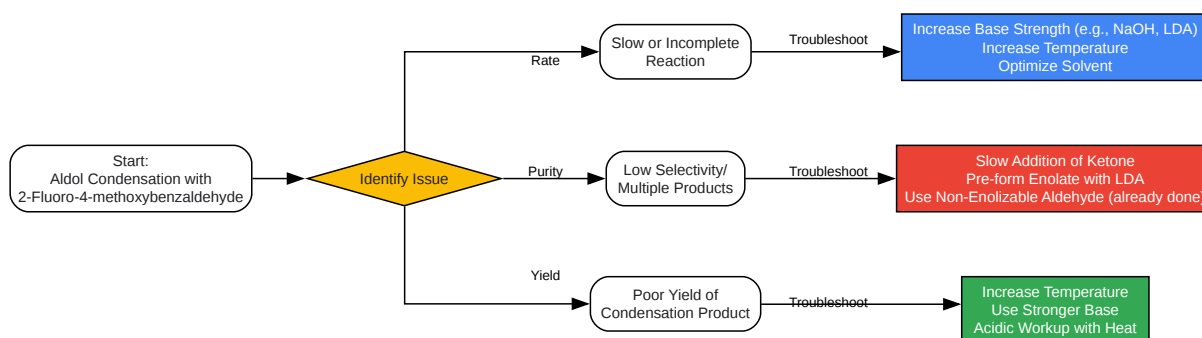 Start:
Aldol Condensation with
2-Fluoro-4-methoxybenzaldehyde
Identify Issue
Rate
Slow or Incomplete
Reaction
Troubleshoot
Increase Base Strength (e.g., NaOH, LDA)
Increase Temperature
Optimize Solvent
Purity
Low Selectivity/
Multiple Products
Troubleshoot
Slow Addition of Ketone
Pre-form Enolate with LDA
Use Non-Enolizable Aldehyde (already done)
Yield
Poor Yield of
Condensation Product
Troubleshoot
Increase Temperature
Use Stronger Base
Acidic Workup with Heat